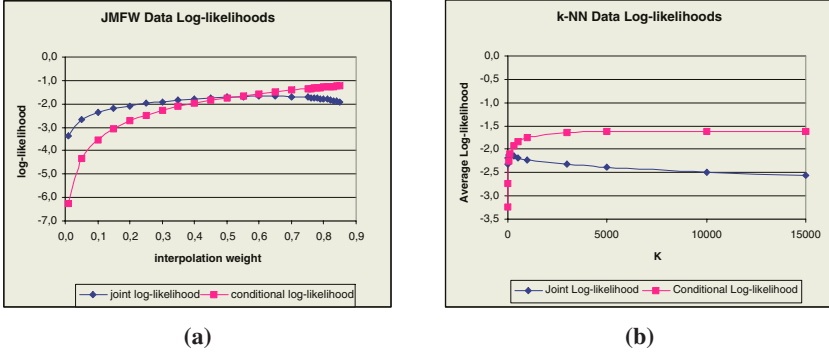 JMFW Data Log-likelihoods
0,0
-1,0
-2,0
-3,0
-4,0
-5,0
-6,0
-7,0
log-likelihood
0,0 0,1 0,2 0,3 0,4 0,5 0,6 0,7 0,8 0,9
interpolation weight
joint log-likelihood conditional log-likelihood
(a)
k-NN Data Log-likelihoods
0,0
-0,5
-1,0
-1,5
-2,0
-2,5
-3,0
-3,5
Average Log-likelihood
0 5000 10000 15000
K
Joint Log-likelihood Conditional Log-likelihood
(b)